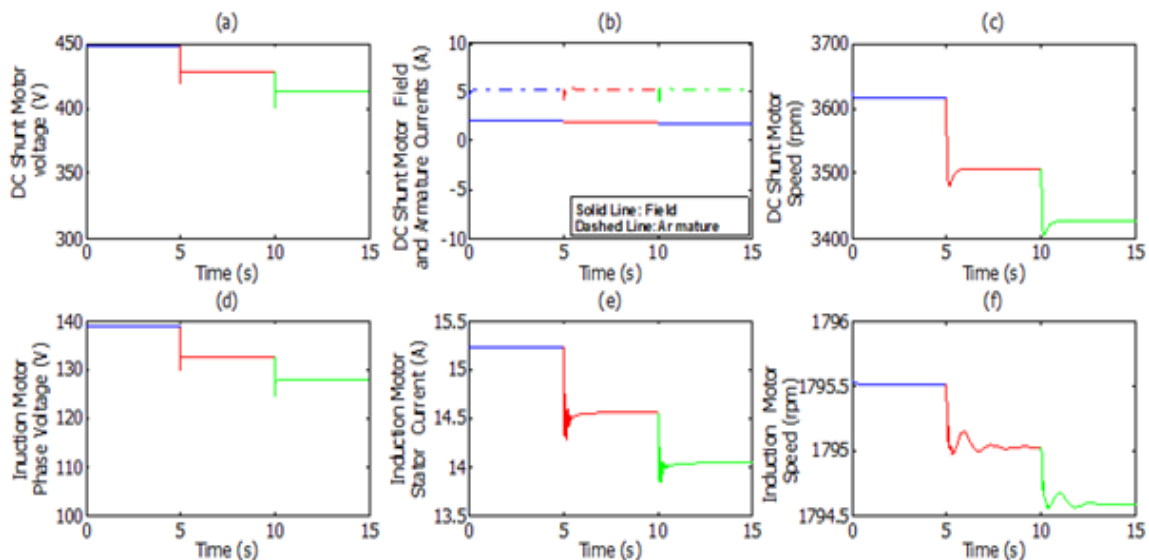 (a)
DC Shunt Motor
voltage (V)
450
400
350
300
0 5 10 15
Time (s)
(b)
DC Shunt Motor Field
and Armature Currents (A)
10
5
0
-5
-10
Solid Line: Field
Dashed Line: Armature
0 5 10 15
Time (s)
(c)
DC Shunt Motor
Speed (rpm)
3700
3600
3500
3400
0 5 10 15
Time (s)
(d)
Inuction Motor
Phase Voltage (V)
140
130
120
110
100
0 5 10 15
Time (s)
(e)
Induction Motor
Stator Current (A)
15.5
15
14.5
14
13.5
0 5 10 15
Time (s)
(f)
Induction Motor
Speed (rpm)
1796
1795.5
1795
1794.5
0 5 10 15
Time (s)